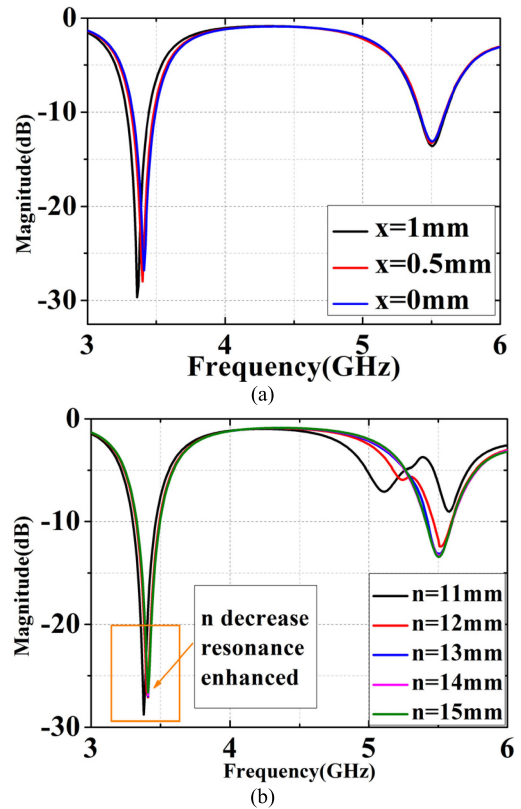 0
-10
-20
-30
Magnitude(dB)
x=1mm
x=0.5mm
x=0mm
3
4
5
6
Frequency(GHz)
(a)
0
-10
-20
-30
Magnitude(dB)
n decrease
resonance
enhanced
n=11mm
n=12mm
n=13mm
n=14mm
n=15mm
3
4
5
6
Frequency(GHz)
(b)